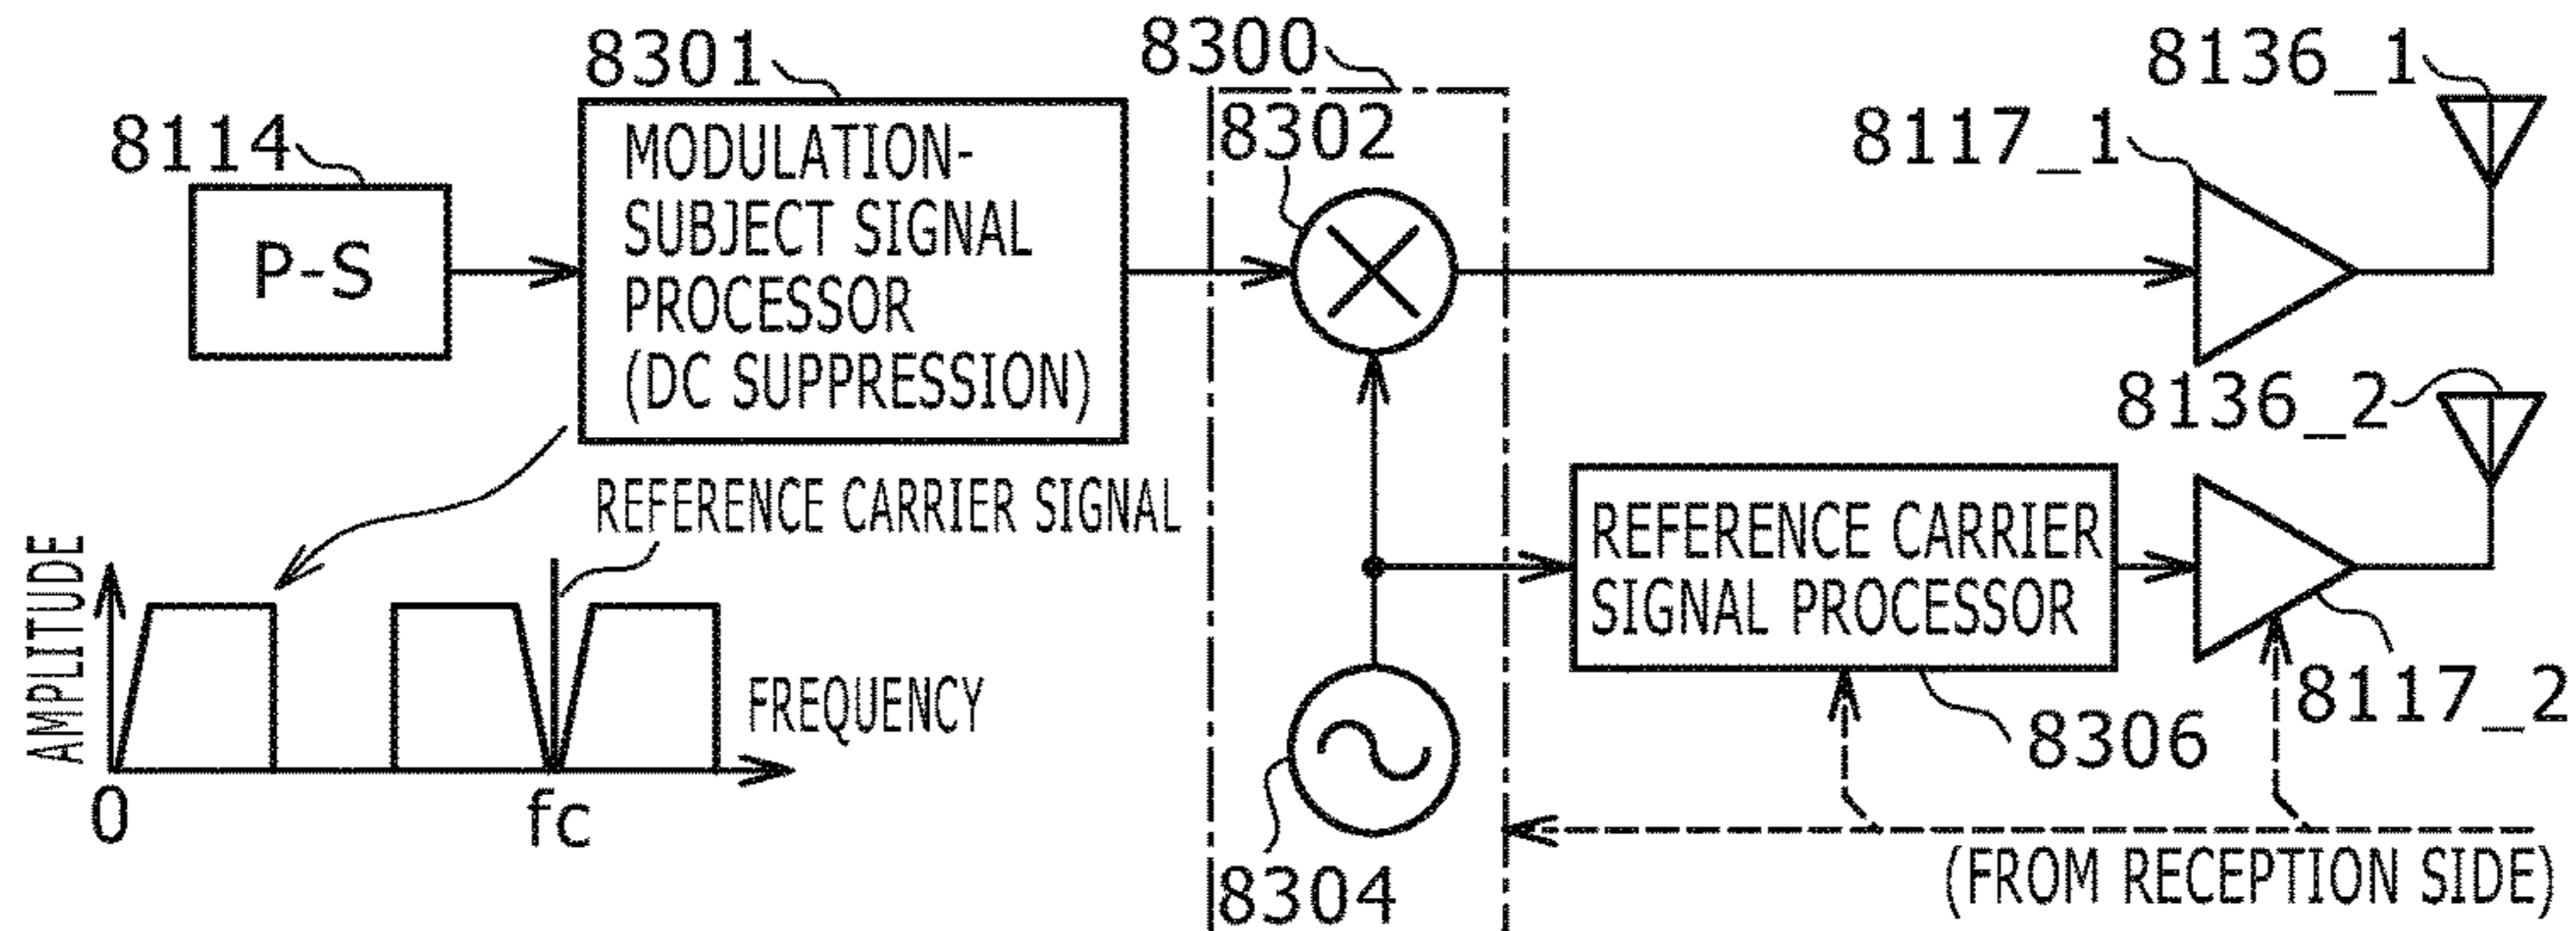 8301
8300
8136_1
8114
MODULATION-
SUBJECT SIGNAL
PROCESSOR
(DC SUPPRESSION)
8302
8117_1
P-S
8136_2
REFERENCE CARRIER SIGNAL
REFERENCE CARRIER
SIGNAL PROCESSOR
AMPLITUDE
FREQUENCY
8117_2
8306
0
fc
8304
(FROM RECEPTION SIDE)